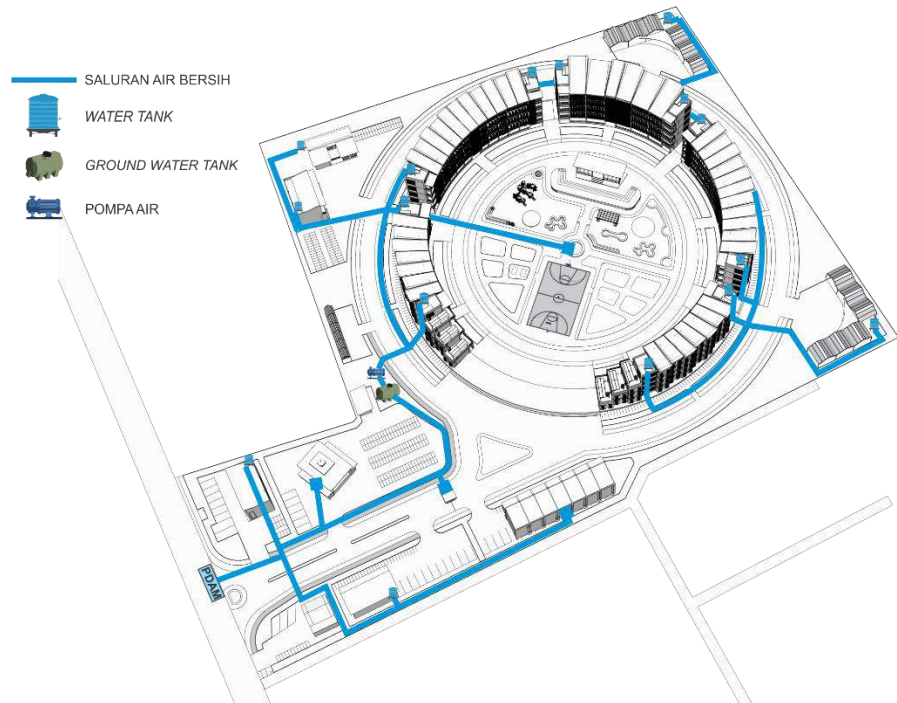 SALURAN AIR BERSIH
WATER TANK
GROUND WATER TANK
POMPA AIR
PDAM